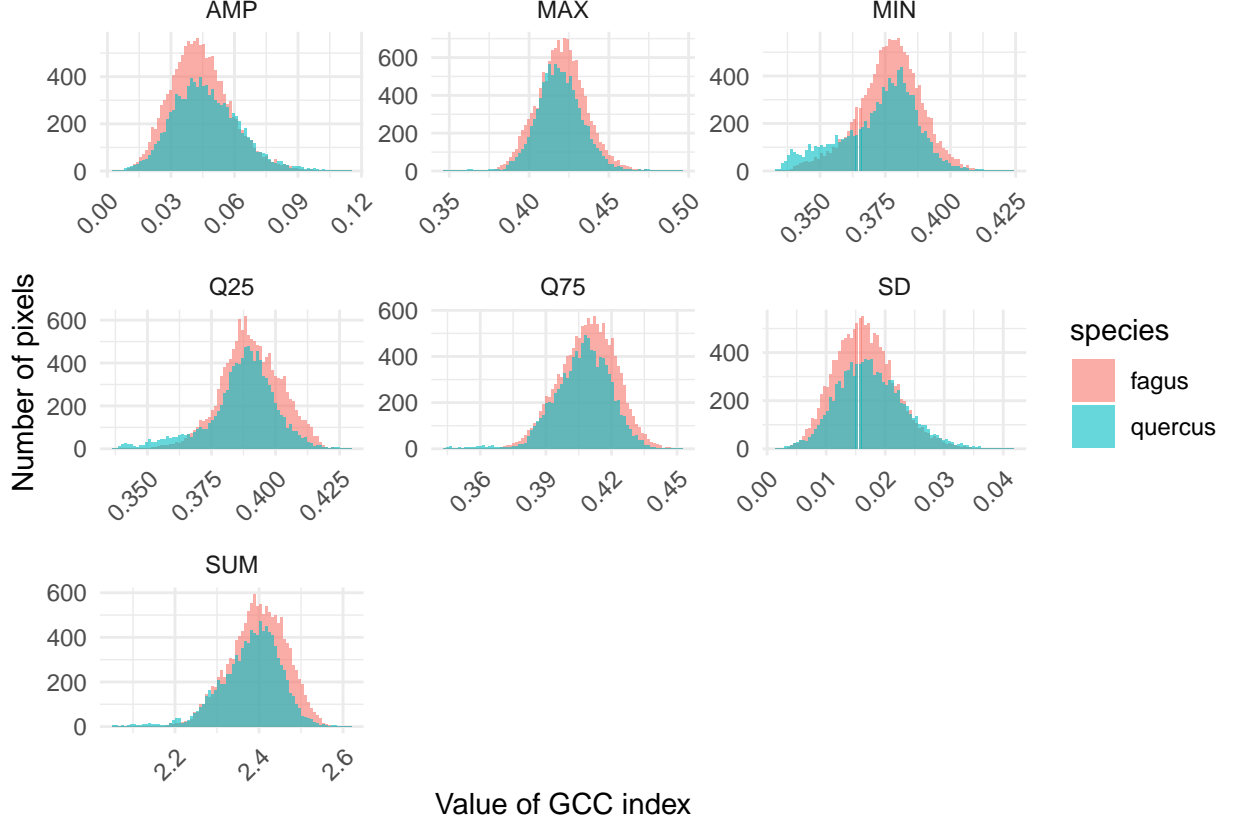 AMP MAX MIN
400
200
0
0.00 0.03 0.06 0.09 0.12
600
400
200
0
0.35 0.40 0.45 0.50
400
200
0
0.350 0.375 0.400 0.425
Number of pixels
Q25 Q75 SD
600
400
200
0
0.350 0.375 0.400 0.425
600
400
200
0
0.36 0.39 0.42 0.45
400
200
0
0.00 0.01 0.02 0.03 0.04
species
fagus
quercus
SUM
600
400
200
0
2.2 2.4 2.6
Value of GCC index